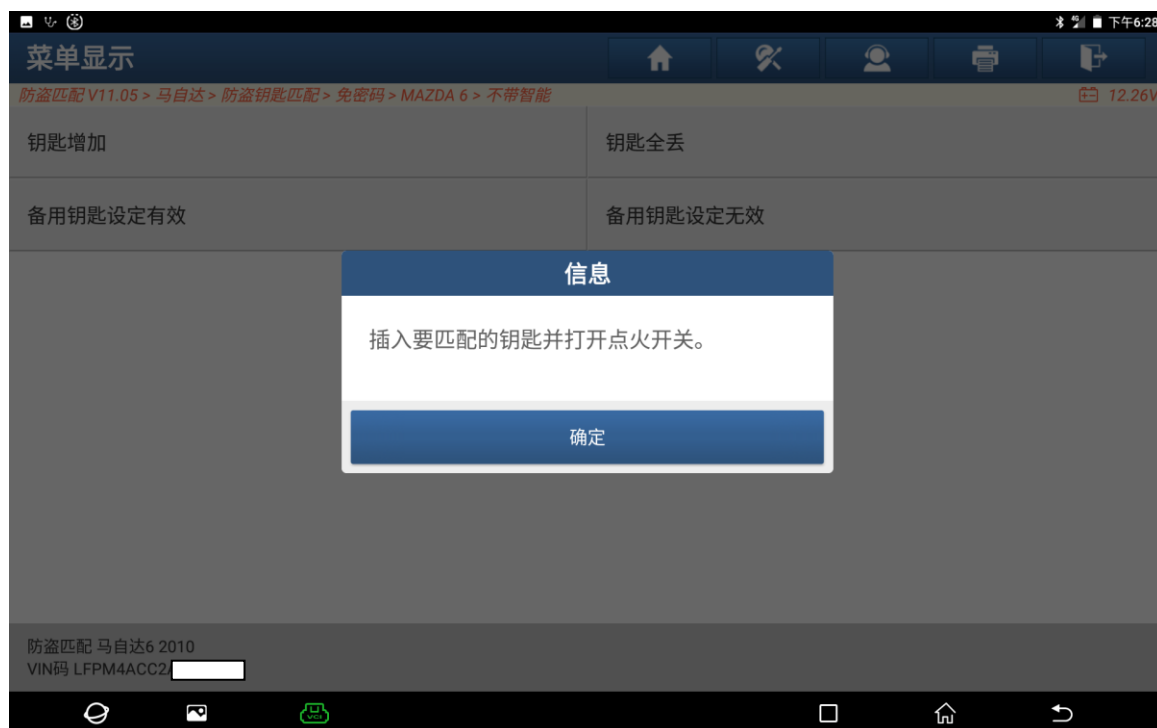 下午6:28
菜单显示
防盗匹配 V11.05 > 马自达 > 防盗钥匙匹配 > 免密码 > MAZDA 6 > 不带智能
12.26V
钥匙增加
钥匙全丢
备用钥匙设定有效
备用钥匙设定无效
信息
插入要匹配的钥匙并打开点火开关。
确定
防盗匹配 马自达6 2010
VIN码 LFPM4ACC2
VCI